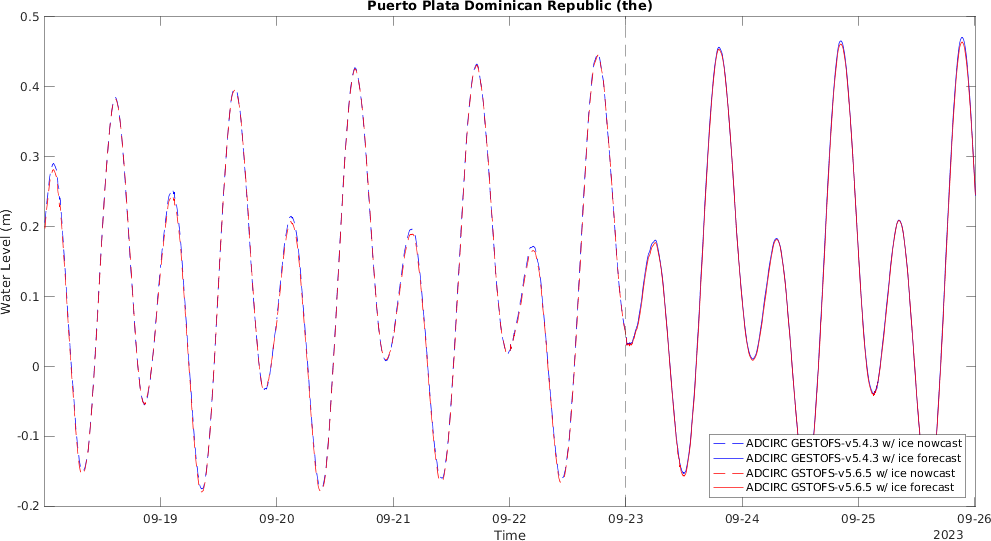 Puerto Plata Dominican Republic (the)
0.5
0.4
0.3
0.2
0.1
0
-0.1
-0.2
Water Level (m)
ADCIRC GESTOFS-v5.4.3 w/ ice nowcast
ADCIRC GESTOFS-v5.4.3 w/ ice forecast
ADCIRC GSTOFS-v5.6.5 w/ ice nowcast
ADCIRC GSTOFS-v5.6.5 w/ ice forecast
09-19 09-20 09-21 09-22 09-23 09-24 09-25 09-26
Time
2023